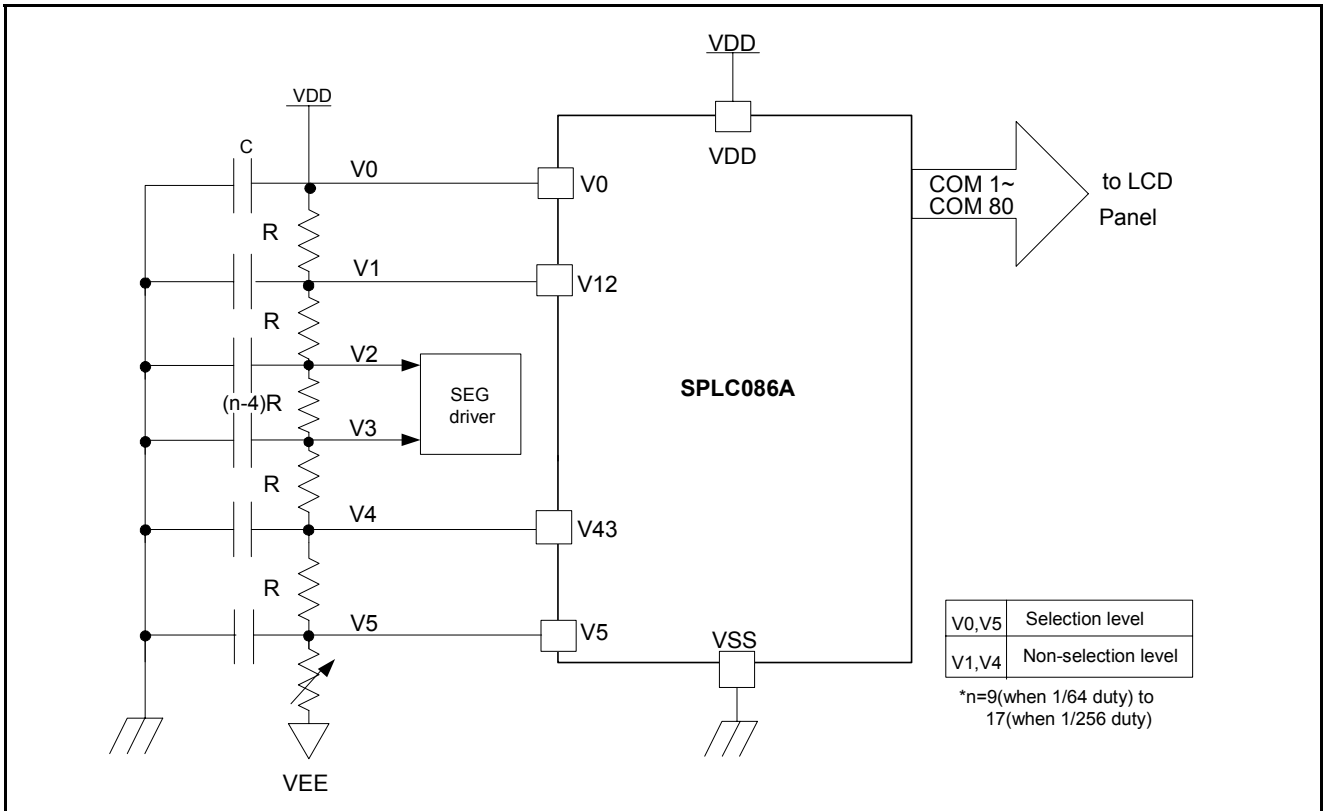 VDD
VDD
VDD
C
V0
V0
COM 1~
COM 80
to LCD
Panel
R
V1
V12
R
V2
SEG
driver
SPLC086A
(n-4)R
V3
R
V4
V43
R
V5
V5
VSS
V0,V5 Selection level
V1,V4 Non-selection level
*n=9(when 1/64 duty) to
17(when 1/256 duty)
VEE